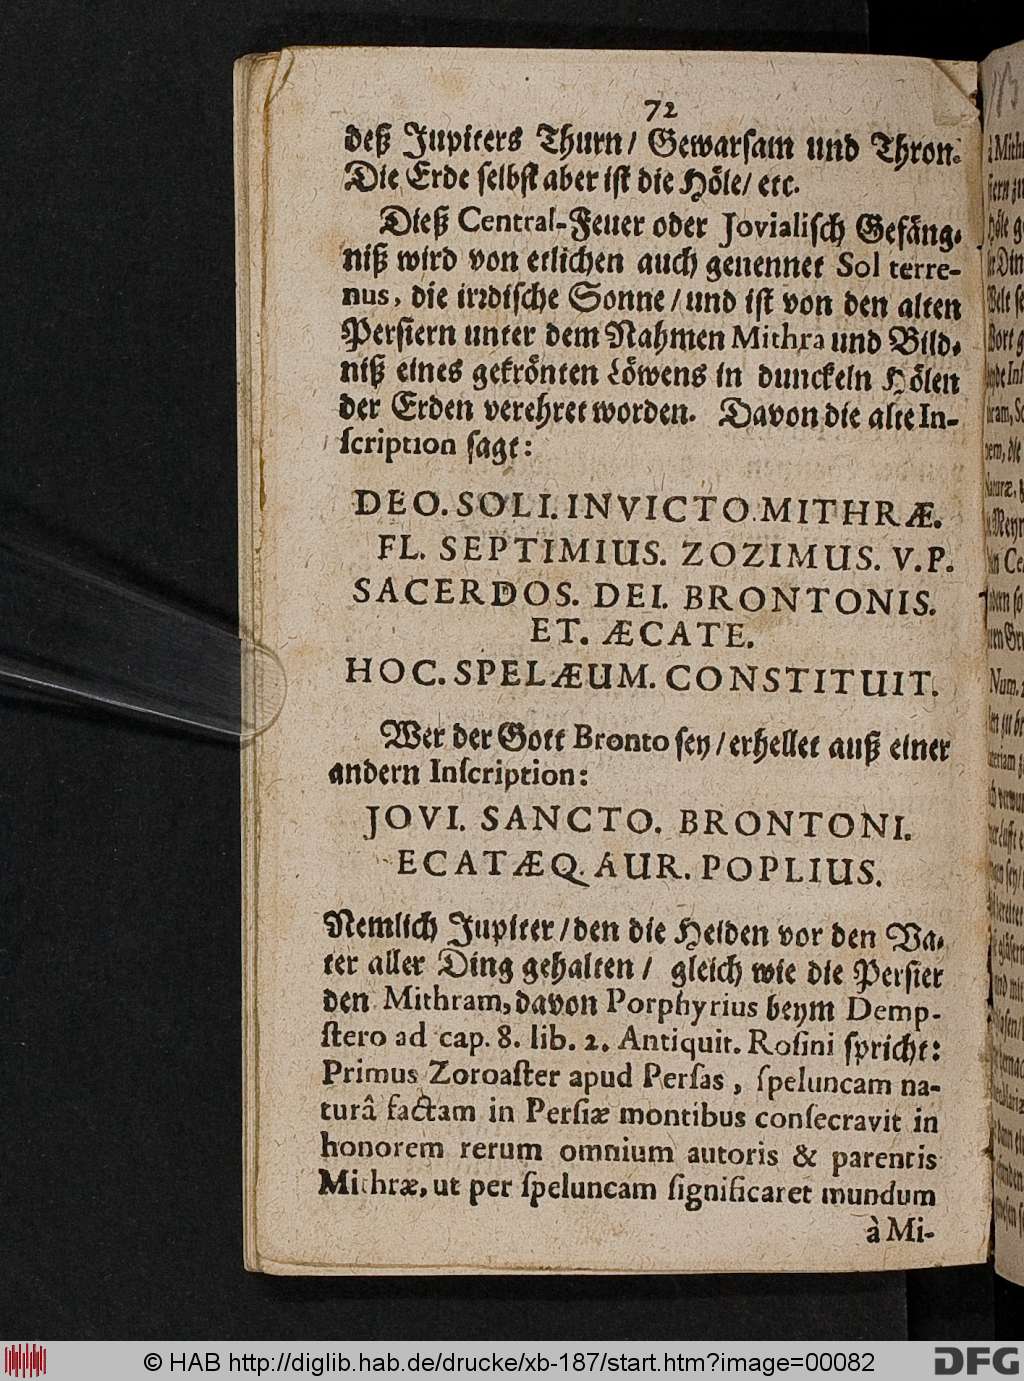 72
deß Jupiters Thurn / Gewarsam und Thron.
Die Erde selbst aber ist die Höle / etc.
Dieß Central-Feuer oder Jovialisch Gefäng-
niß wird von etlichen auch genennet Sol terre-
nus, die irrdische Sonne / und ist von den alten
Persiern unter dem Nahmen Mithra und Bild-
niß eines gekrönten Löwens in dunckeln Hölen
der Erden verehret worden. Davon die alte In-
scription sagt:
DEO. SOLI. INVICTO. MITHRÆ.
FL. SEPTIMIUS. ZOZIMUS. V. P.
SACERDOS. DEI. BRONTONIS.
ET. ÆCATE.
HOC. SPELÆUM. CONSTITUIT.
Wer der Gott Bronto sey / erhellet auß einer
andern Inscription:
JOVI. SANCTO. BRONTONI.
ECATÆQ. AUR. POPLIUS.
Nemlich Jupiter / den die Heiden vor den Va-
ter aller Ding gehalten / gleich wie die Persier
den Mithram, davon Porphyrius beym Demp-
stero ad cap. 8. lib. 2. Antiquit. Rosini spricht:
Primus Zoroaster apud Persas, speluncam na-
turâ factam in Persiæ montibus consecravit in
honorem rerum omnium autoris & parentis
Mithræ, ut per speluncam significaret mundum
à Mi-
© HAB http://diglib.hab.de/drucke/xb-187/start.htm?image=00082
DFG